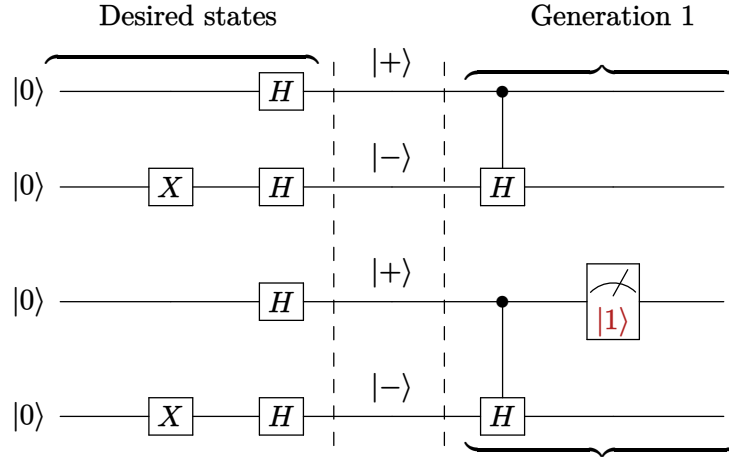 Desired states Generation 1
|+⟩
|0⟩ H
|−⟩
|0⟩ X H H
|+⟩
|0⟩ H
|1⟩
|−⟩
|0⟩ X H H